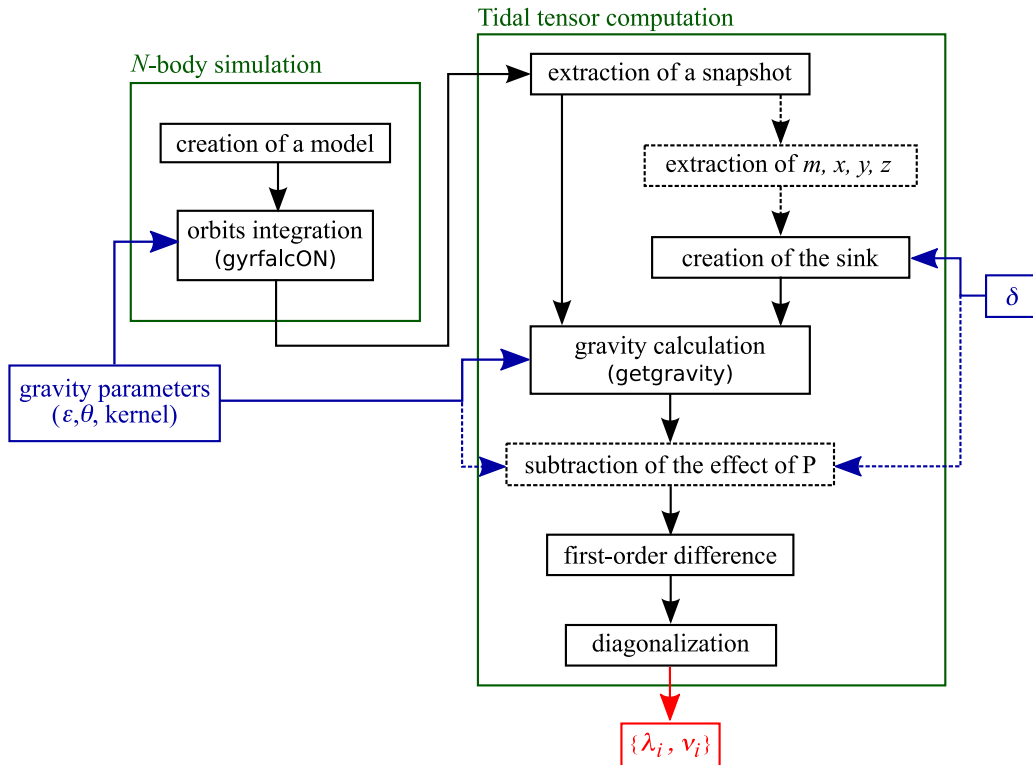 Tidal tensor computation
N-body simulation
extraction of a snapshot
creation of a model
extraction of m, x, y, z
orbits integration
(gyrfalcON)
creation of the sink
δ
gravity calculation
(getgravity)
gravity parameters
(ε,θ, kernel)
subtraction of the effect of P
first-order difference
diagonalization
{λi , νi}